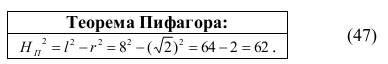 Теорема Пифагора:
H_П² = l² − r² = 8² − (√2)² = 64 − 2 = 62 .
(47)